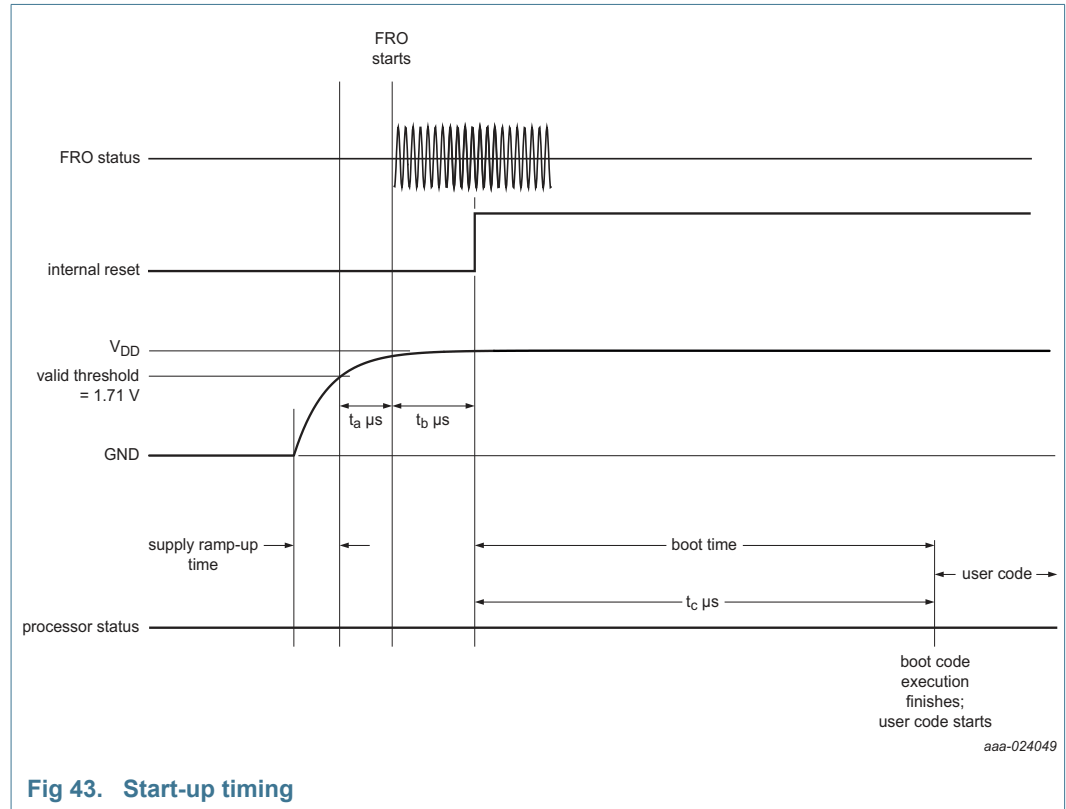 FRO
starts
FRO status
internal reset
VDD
valid threshold
= 1.71 V
ta μs
tb μs
GND
supply ramp-up
time
boot time
user code
tc μs
processor status
boot code
execution
finishes;
user code starts
aaa-024049
Fig 43. Start-up timing